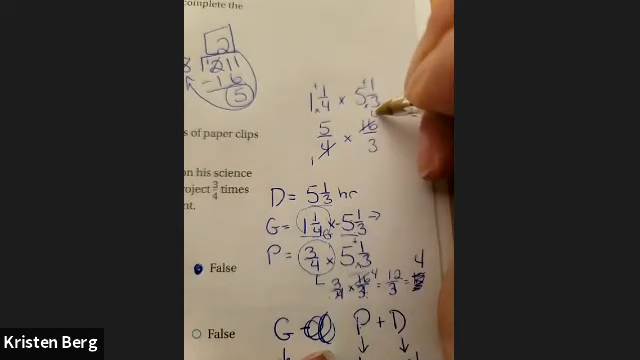 complete the
2
8 21
- 1 6
5
1 1/4 × 5 1/3
5/4 × 16/3
1
s of paper clips
on his science
roject 3/4 times
nt.
D = 5 1/3 hr
G = 1 1/4 × 5 1/3 →
P = 3/4 × 5 1/3
3/4 × 16/3 = 12/3 = 4
False
G P + D
False
Kristen Berg